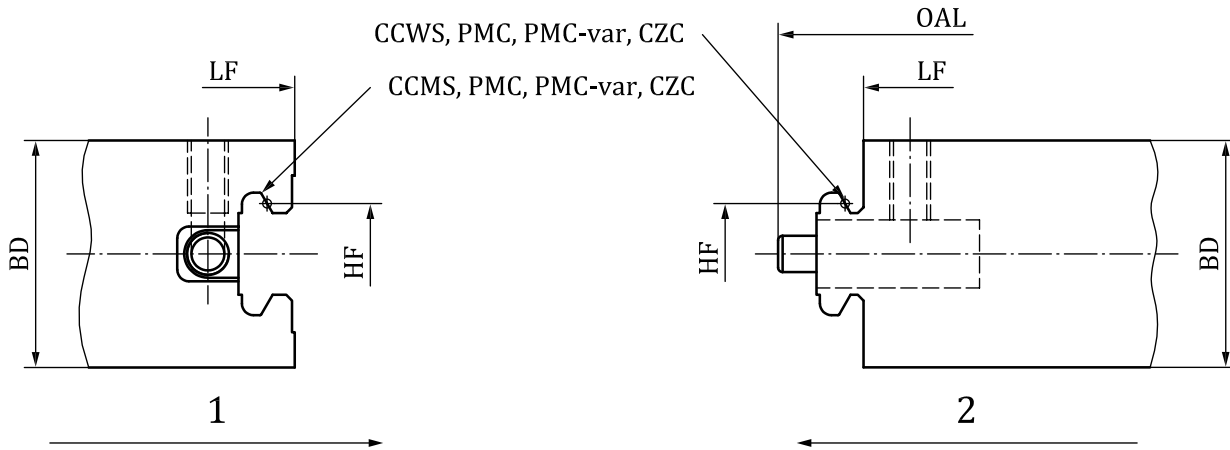 OAL
CCWS, PMC, PMC-var, CZC
LF
LF
CCMS, PMC, PMC-var, CZC
BD
HF
HF
BD
1
2